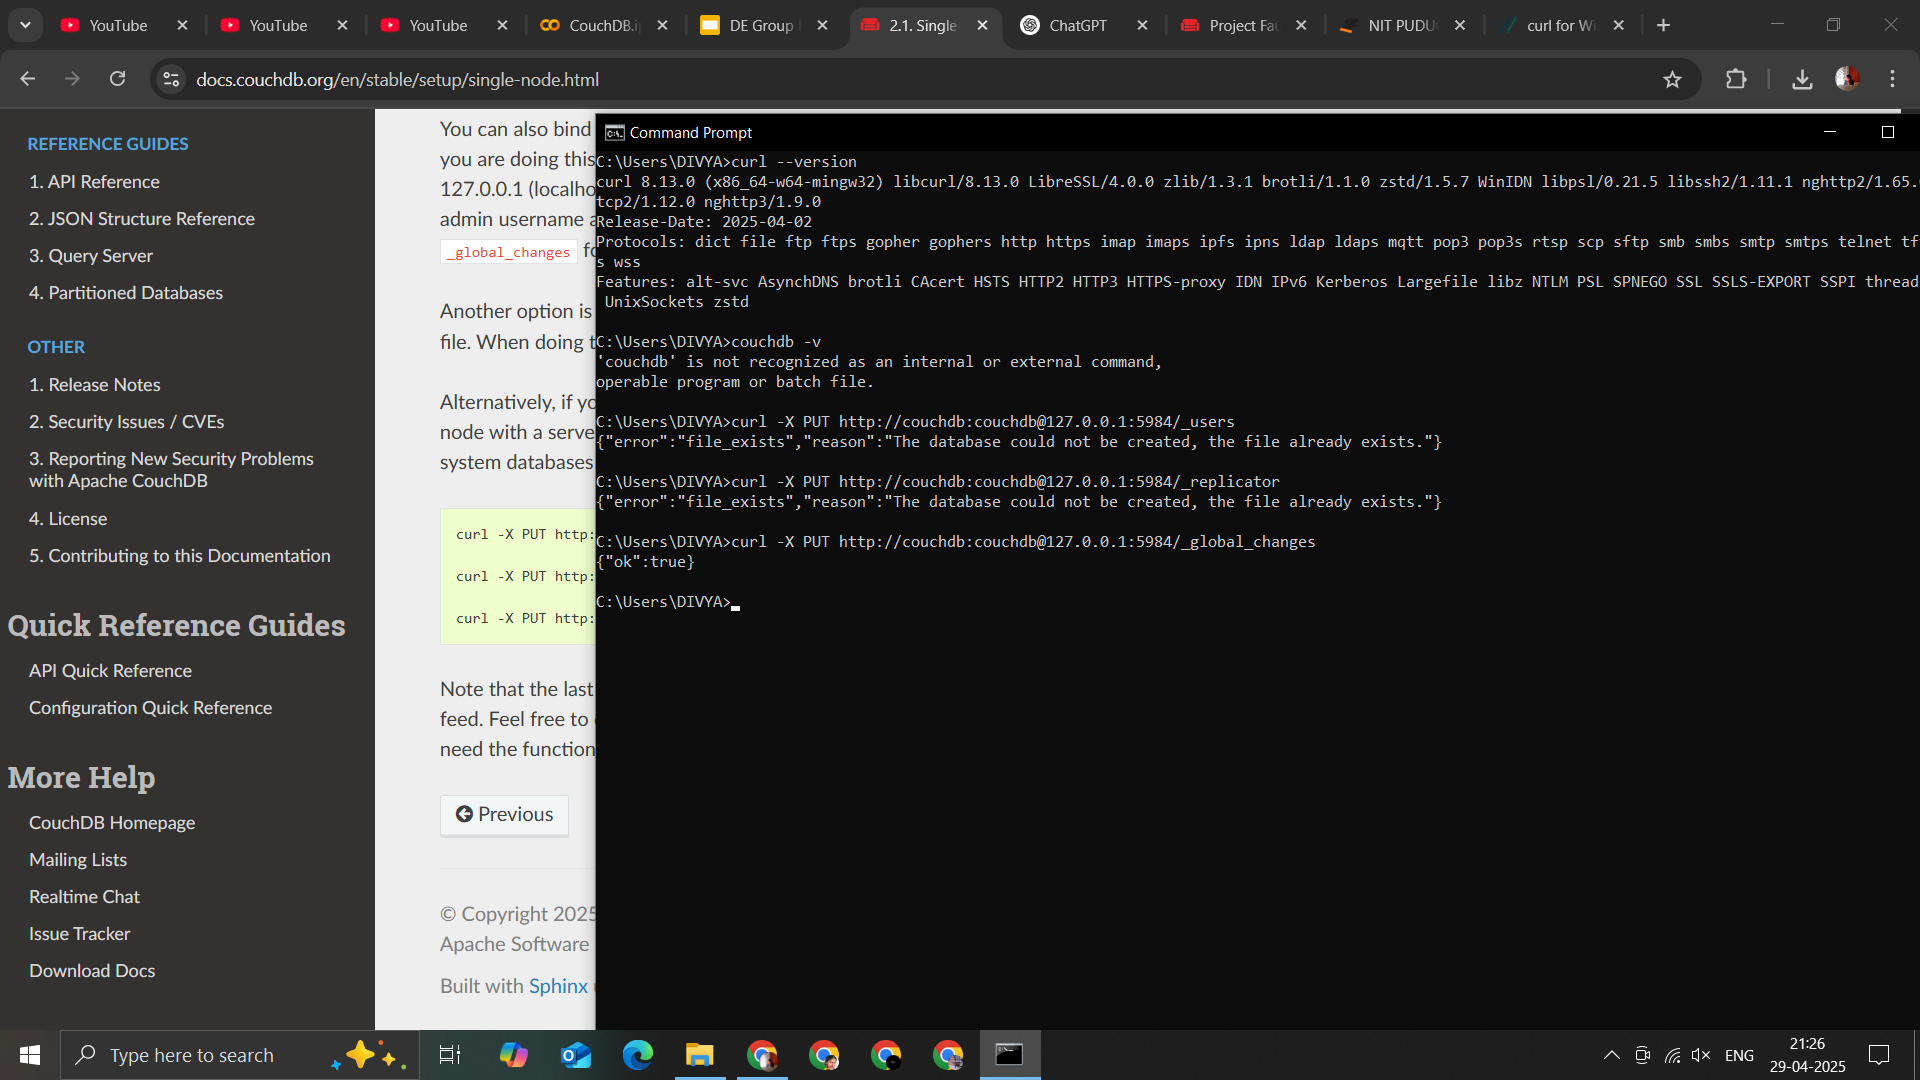 YouTube
YouTube
YouTube
CouchDB.i
DE Group
2.1. Single
ChatGPT
Project Fau
NIT PUDU
curl for Wi
docs.couchdb.org/en/stable/setup/single-node.html
REFERENCE GUIDES
1. API Reference
2. JSON Structure Reference
3. Query Server
4. Partitioned Databases
OTHER
1. Release Notes
2. Security Issues / CVEs
3. Reporting New Security Problems
with Apache CouchDB
4. License
5. Contributing to this Documentation
Quick Reference Guides
API Quick Reference
Configuration Quick Reference
More Help
CouchDB Homepage
Mailing Lists
Realtime Chat
Issue Tracker
Download Docs
You can also bind
you are doing this
127.0.0.1 (localho
admin username a
_global_changes fo
Another option is
file. When doing t
Alternatively, if yo
node with a serve
system databases
curl -X PUT http:
curl -X PUT http:
curl -X PUT http:
Note that the last
feed. Feel free to
need the function
Previous
© Copyright 2025
Apache Software
Built with Sphinx
Command Prompt
C:\Users\DIVYA>curl --version
curl 8.13.0 (x86_64-w64-mingw32) libcurl/8.13.0 LibreSSL/4.0.0 zlib/1.3.1 brotli/1.1.0 zstd/1.5.7 WinIDN libpsl/0.21.5 libssh2/1.11.1 nghttp2/1.65.
tcp2/1.12.0 nghttp3/1.9.0
Release-Date: 2025-04-02
Protocols: dict file ftp ftps gopher gophers http https imap imaps ipfs ipns ldap ldaps mqtt pop3 pop3s rtsp scp sftp smb smbs smtp smtps telnet tf
s wss
Features: alt-svc AsynchDNS brotli CAcert HSTS HTTP2 HTTP3 HTTPS-proxy IDN IPv6 Kerberos Largefile libz NTLM PSL SPNEGO SSL SSLS-EXPORT SSPI thread
UnixSockets zstd
C:\Users\DIVYA>couchdb -v
'couchdb' is not recognized as an internal or external command,
operable program or batch file.
C:\Users\DIVYA>curl -X PUT http://couchdb:couchdb@127.0.0.1:5984/_users
{"error":"file_exists","reason":"The database could not be created, the file already exists."}
C:\Users\DIVYA>curl -X PUT http://couchdb:couchdb@127.0.0.1:5984/_replicator
{"error":"file_exists","reason":"The database could not be created, the file already exists."}
C:\Users\DIVYA>curl -X PUT http://couchdb:couchdb@127.0.0.1:5984/_global_changes
{"ok":true}
C:\Users\DIVYA>
Type here to search
ENG
21:26
29-04-2025